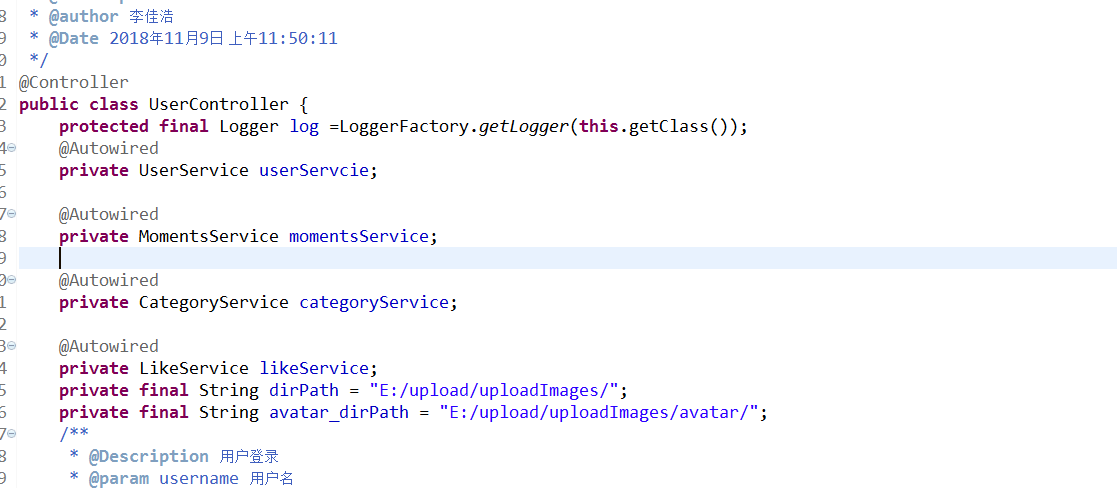 8 * @author 李佳浩
9 * @Date 2018年11月9日 上午11:50:11
0 */
1 @Controller
2 public class UserController {
3 protected final Logger log =LoggerFactory.getLogger(this.getClass());
4 @Autowired
5 private UserService userServcie;
6
7 @Autowired
8 private MomentsService momentsService;
9
0 @Autowired
1 private CategoryService categoryService;
2
3 @Autowired
4 private LikeService likeService;
5 private final String dirPath = "E:/upload/uploadImages/";
6 private final String avatar_dirPath = "E:/upload/uploadImages/avatar/";
7 /**
8 * @Description 用户登录
9 * @param username 用户名